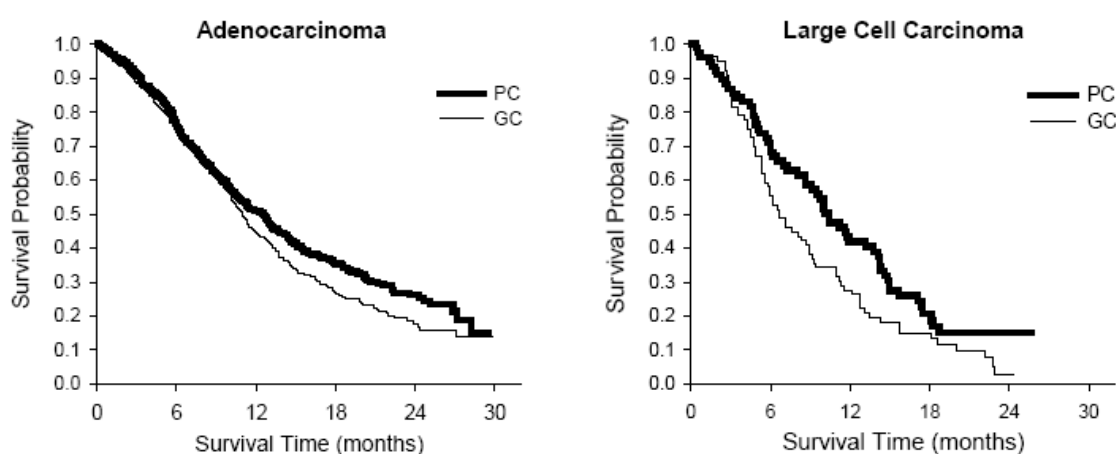 Adenocarcinoma
1.0
0.9
0.8
0.7
0.6
0.5
0.4
0.3
0.2
0.1
0.0
Survival Probability
PC
GC
0 6 12 18 24 30
Survival Time (months)
Large Cell Carcinoma
1.0
0.9
0.8
0.7
0.6
0.5
0.4
0.3
0.2
0.1
0.0
Survival Probability
PC
GC
0 6 12 18 24 30
Survival Time (months)